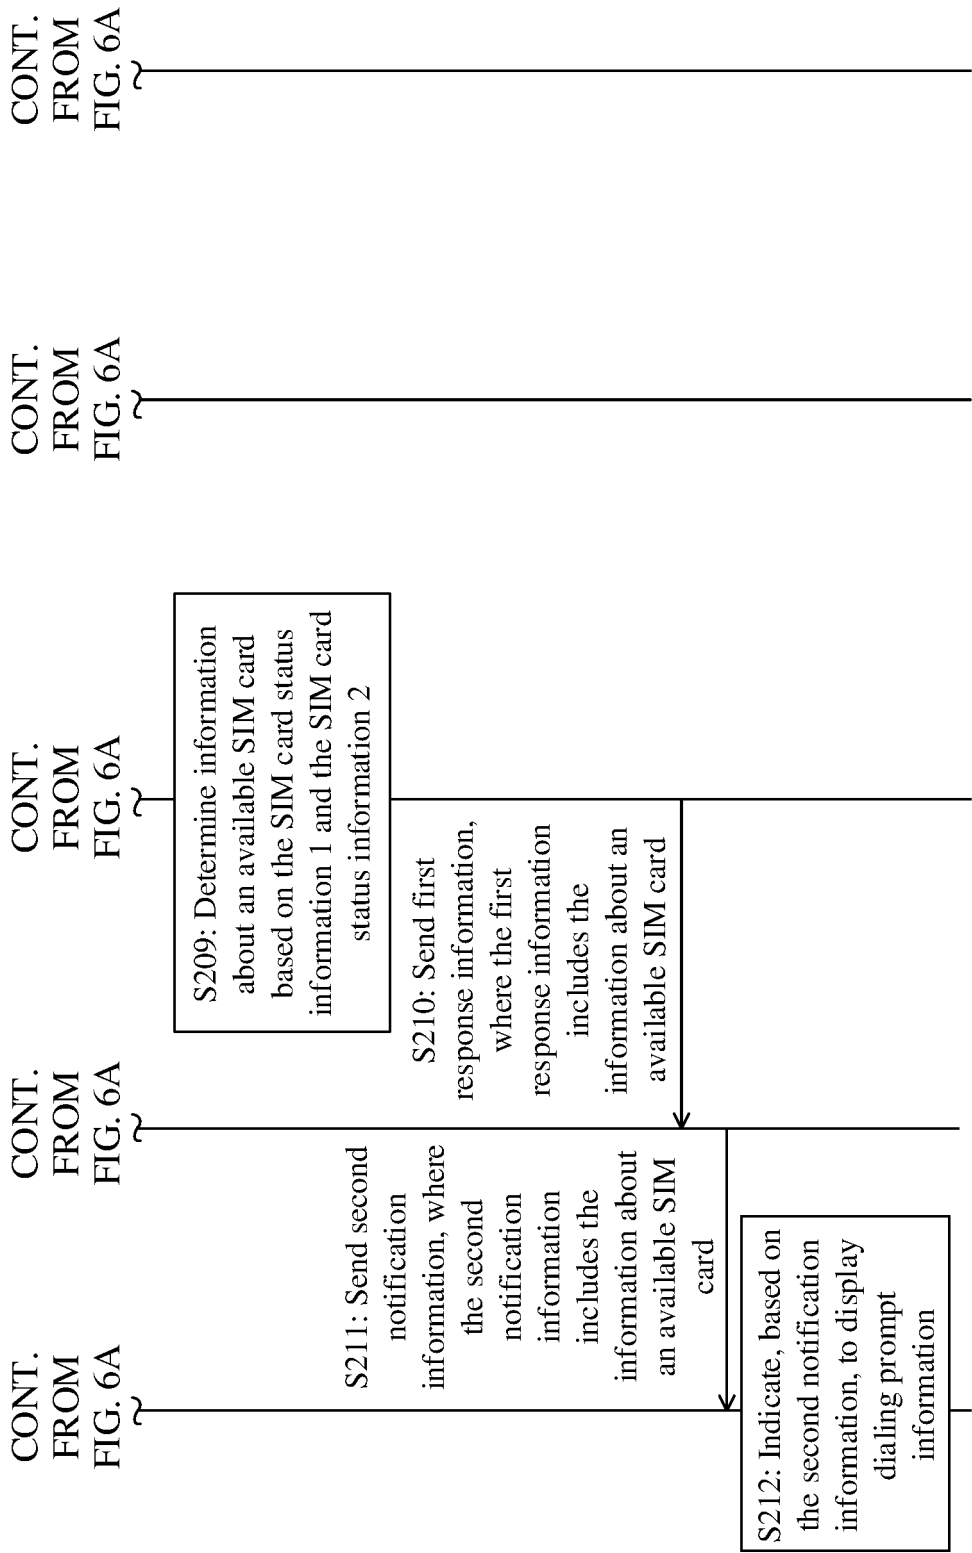 CONT.
FROM
FIG. 6A
CONT.
FROM
FIG. 6A
CONT.
FROM
FIG. 6A
CONT.
FROM
FIG. 6A
CONT.
FROM
FIG. 6A
S209: Determine information
about an available SIM card
based on the SIM card status
information 1 and the SIM card
status information 2
S210: Send first
response information,
where the first
response information
includes the
information about an
available SIM card
S211: Send second
notification
information, where
the second
notification
information
includes the
information about
an available SIM
card
S212: Indicate, based on
the second notification
information, to display
dialing prompt
information